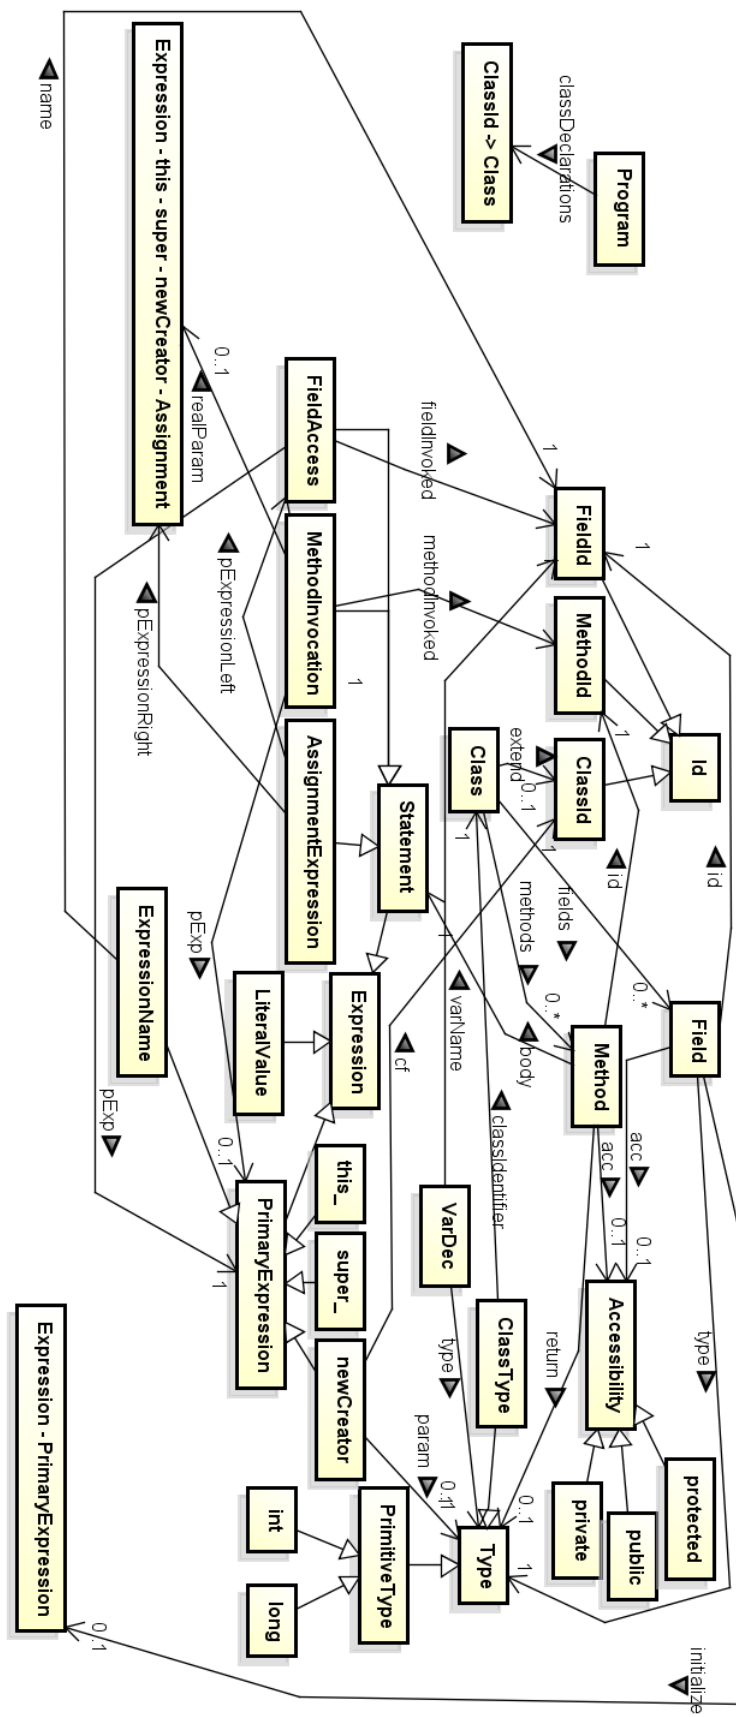 Program
classDeclarations
ClassId -> Class
name
Expression - this - super - newCreator - Assignment
0..1
realParam
FieldAccess
fieldInvoked
1
FieldId
1
MethodInvocation
methodInvoked
MethodId
1
pExpressionLeft
pExpressionRight
1
AssignmentExpression
Statement
Class
extend
0..1
ClassId
1
Id
id
id
1
fields
methods
0..*
0..*
Field
Method
body
varName
1
cf
classIdentifier
ExpressionName
pExp
pExp
LiteralValue
Expression
0..1
PrimaryExpression
1
this_
super_
newCreator
VarDec
ClassType
type
return
acc
acc
0..1
0..1
Accessibility
type
protected
public
private
param
0..1
1
0..1
1
Type
PrimitiveType
int
long
Expression - PrimaryExpression
0..1
initialize